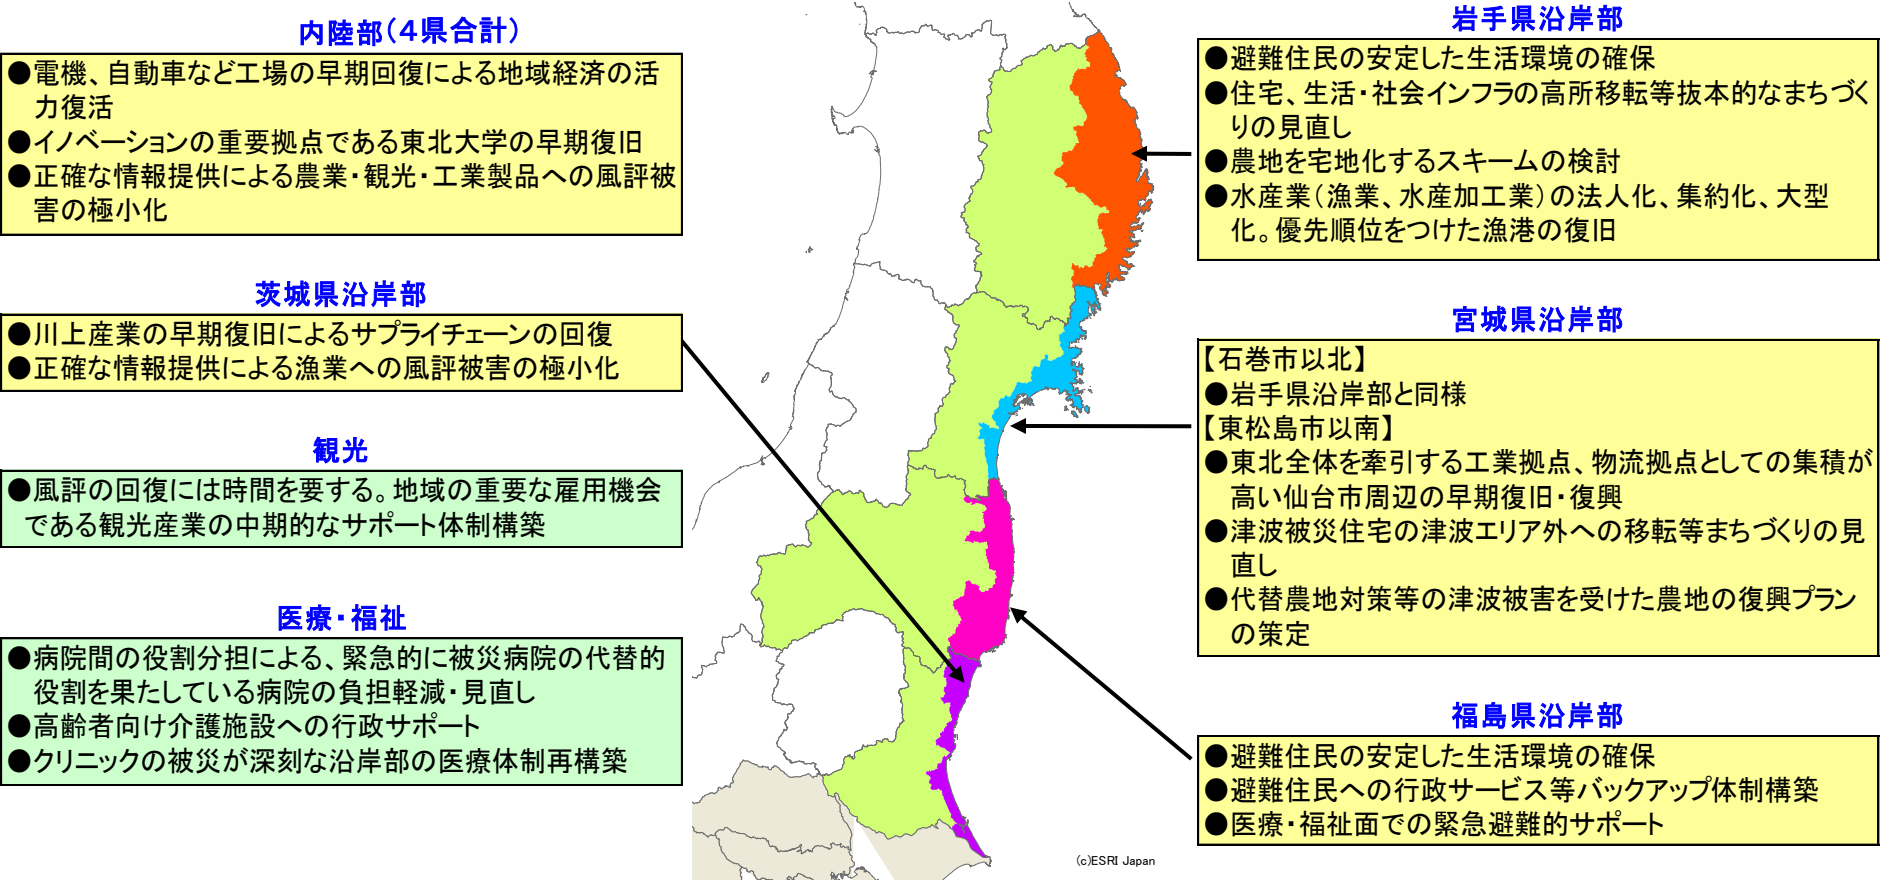 内陸部(4県合計)
●電機、自動車など工場の早期回復による地域経済の活
力復活
●イノベーションの重要拠点である東北大学の早期復旧
●正確な情報提供による農業・観光・工業製品への風評被
害の極小化
茨城県沿岸部
●川上産業の早期復旧によるサプライチェーンの回復
●正確な情報提供による漁業への風評被害の極小化
観光
●風評の回復には時間を要する。地域の重要な雇用機会
である観光産業の中期的なサポート体制構築
医療・福祉
●病院間の役割分担による、緊急的に被災病院の代替的
役割を果たしている病院の負担軽減・見直し
●高齢者向け介護施設への行政サポート
●クリニックの被災が深刻な沿岸部の医療体制再構築
岩手県沿岸部
●避難住民の安定した生活環境の確保
●住宅、生活・社会インフラの高所移転等抜本的なまちづく
りの見直し
●農地を宅地化するスキームの検討
●水産業(漁業、水産加工業)の法人化、集約化、大型
化。優先順位をつけた漁港の復旧
宮城県沿岸部
【石巻市以北】
●岩手県沿岸部と同様
【東松島市以南】
●東北全体を牽引する工業拠点、物流拠点としての集積が
高い仙台市周辺の早期復旧・復興
●津波被災住宅の津波エリア外への移転等まちづくりの見
直し
●代替農地対策等の津波被害を受けた農地の復興プラン
の策定
福島県沿岸部
●避難住民の安定した生活環境の確保
●避難住民への行政サービス等バックアップ体制構築
●医療・福祉面での緊急避難的サポート
(c)ESRI Japan